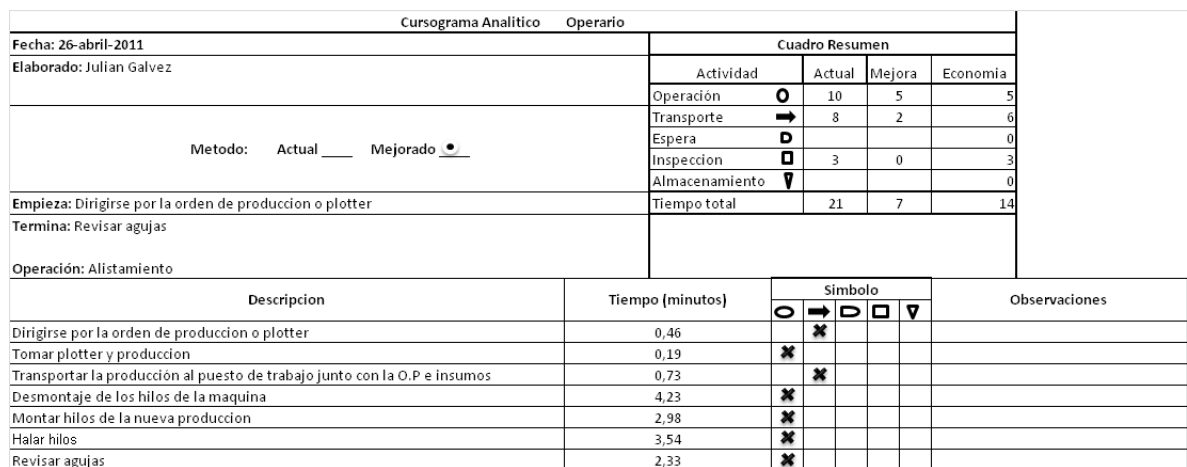 Cursograma Analitico Operario
Fecha: 26-abril-2011
Cuadro Resumen
Elaborado: Julian Galvez
Actividad Actual Mejora Economia
Operación 10 5 5
Transporte 8 2 6
Espera 0
Metodo: Actual ____ Mejorado ____
Inspeccion 3 0 3
Almacenamiento 0
Empieza: Dirigirse por la orden de produccion o plotter
Tiempo total 21 7 14
Termina: Revisar agujas
Operación: Alistamiento
Descripcion Tiempo (minutos) Simbolo Observaciones
Dirigirse por la orden de produccion o plotter 0,46
Tomar plotter y produccion 0,19
Transportar la producción al puesto de trabajo junto con la O.P e insumos 0,73
Desmontaje de los hilos de la maquina 4,23
Montar hilos de la nueva produccion 2,98
Halar hilos 3,54
Revisar agujas 2,33